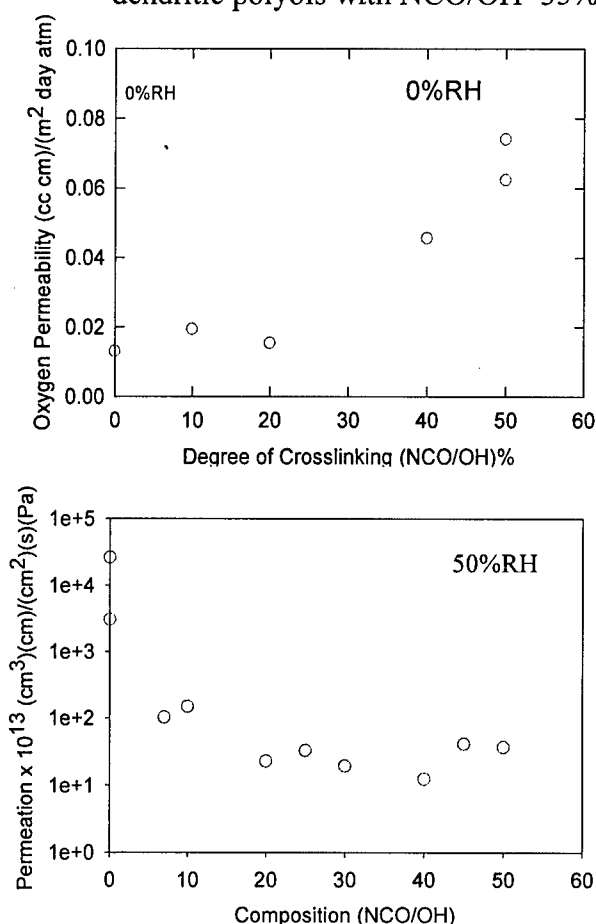 dendritic polyols with NCO/OH 35%
0.10
0.08
0.06
0.04
0.02
0.00
Oxygen Permeability (cc cm)/(m² day atm)
0%RH
0%RH
0 10 20 30 40 50 60
Degree of Crosslinking (NCO/OH)%
1e+5
1e+4
1e+3
1e+2
1e+1
1e+0
Permeation x 10¹³ (cm³)(cm)/(cm²)(s)(Pa)
50%RH
0 10 20 30 40 50 60
Composition (NCO/OH)